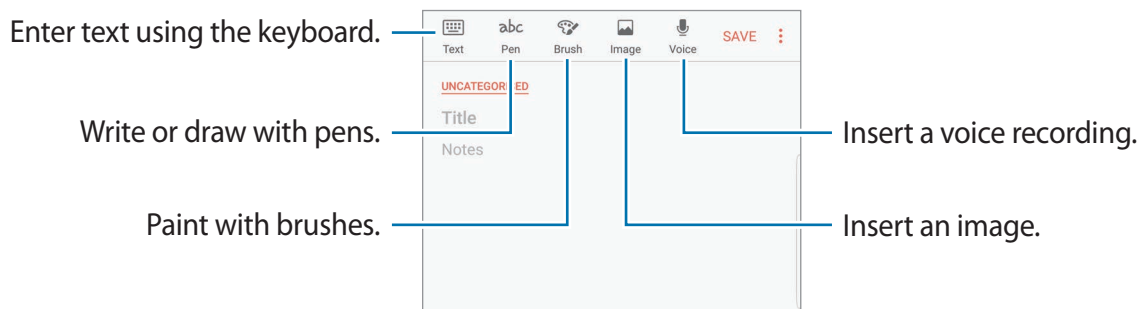 Enter text using the keyboard.
abc
SAVE
Text Pen Brush Image Voice
UNCATEGORISED
Title
Write or draw with pens.
Insert a voice recording.
Notes
Paint with brushes.
Insert an image.